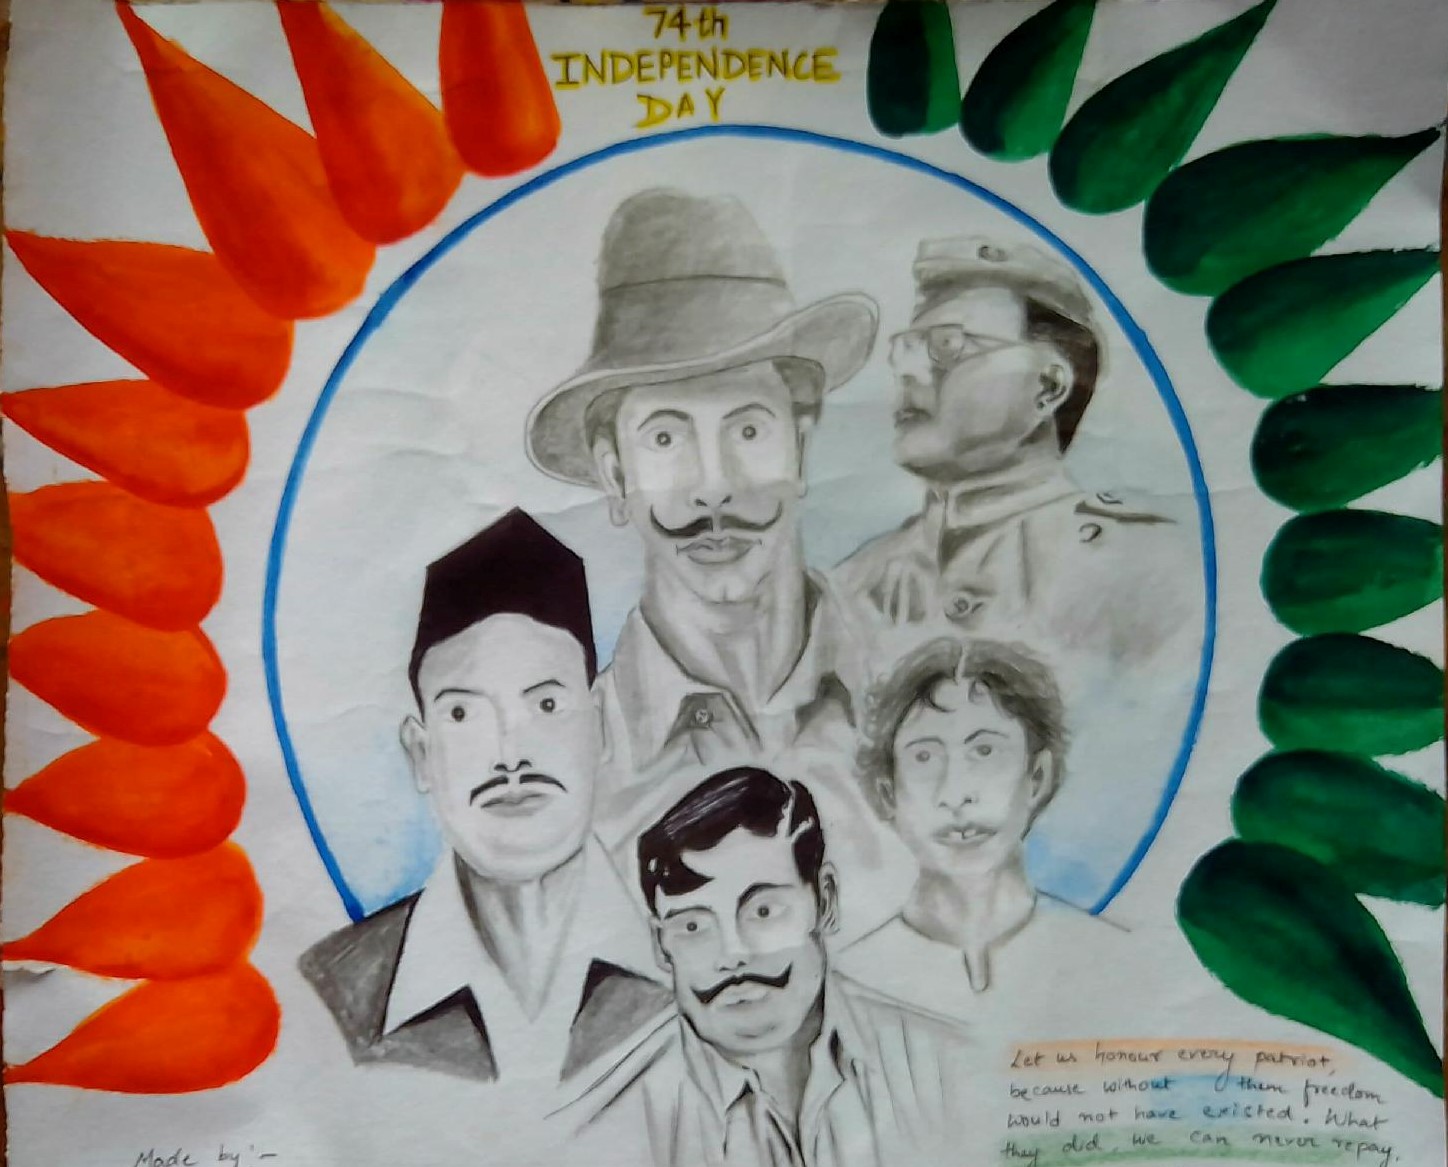 74th
INDEPENDENCE
DAY
Let us honour every patriot,
because without them freedom
would not have existed. What
they did, we can never repay.
Made by :-